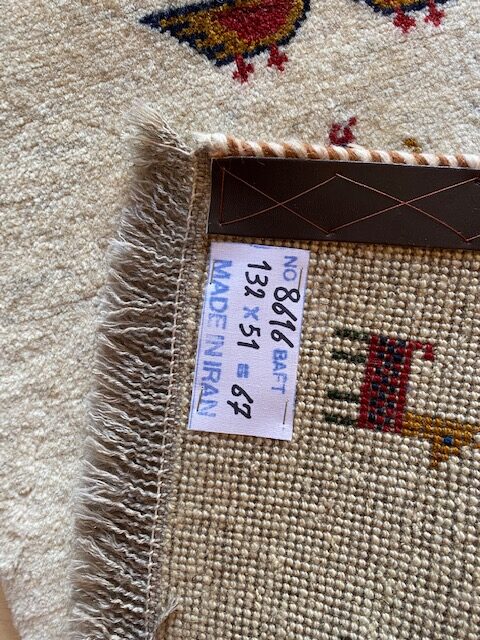 NO 8616 BAFT
132 X 51 = 67
MADE IN IRAN